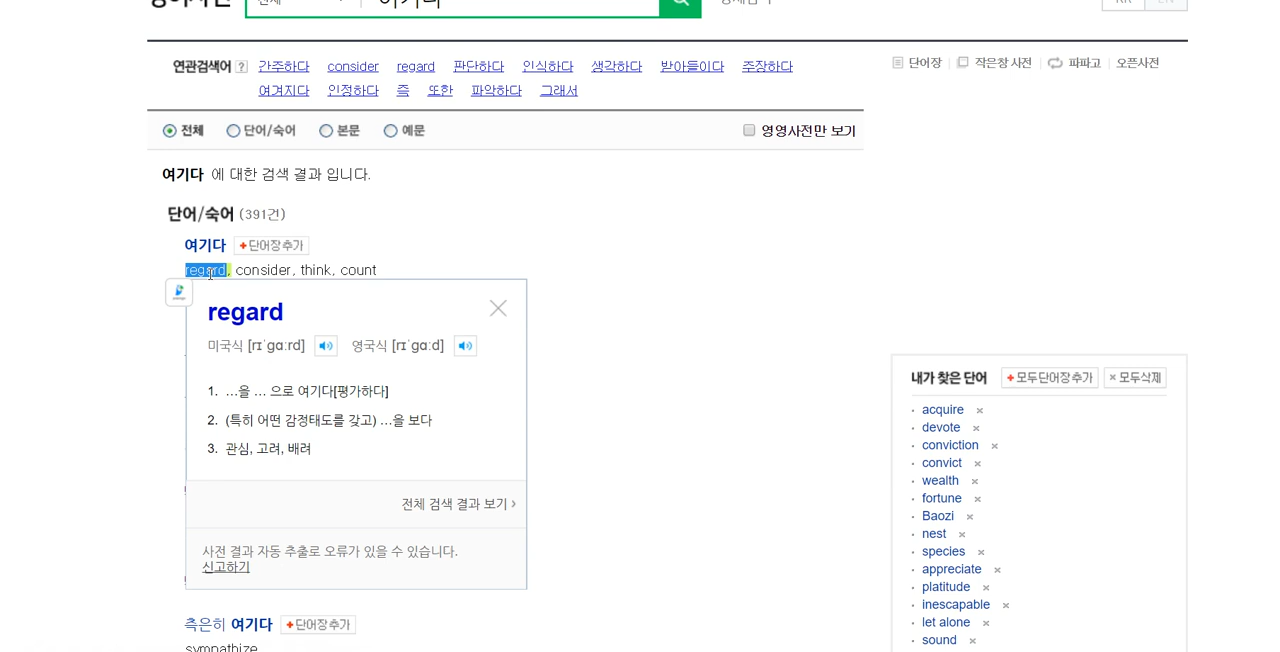 연관검색어 ? 간주하다 consider regard 판단하다 인식하다 생각하다 받아들이다 주장하다
여겨지다 인정하다 즉 또한 파악하다 그래서
단어장 작은창 사전 파파고 오픈사전
전체 단어/숙어 본문 예문 영영사전만 보기
여기다 에 대한 검색 결과 입니다.
단어/숙어 (391건)
여기다 +단어장추가
regard, consider, think, count
regard
미국식 [rɪˈgɑːrd] 영국식 [rɪˈgɑːd]
1. …을 … 으로 여기다[평가하다]
2. (특히 어떤 감정태도를 갖고) …을 보다
3. 관심, 고려, 배려
전체 검색 결과 보기 ›
사전 결과 자동 추출로 오류가 있을 수 있습니다.
신고하기
측은히 여기다 +단어장추가
내가 찾은 단어 +모두단어장추가 ×모두삭제
· acquire ×
· devote ×
· conviction ×
· convict ×
· wealth ×
· fortune ×
· Baozi ×
· nest ×
· species ×
· appreciate ×
· platitude ×
· inescapable ×
· let alone ×
· sound ×
sympathize